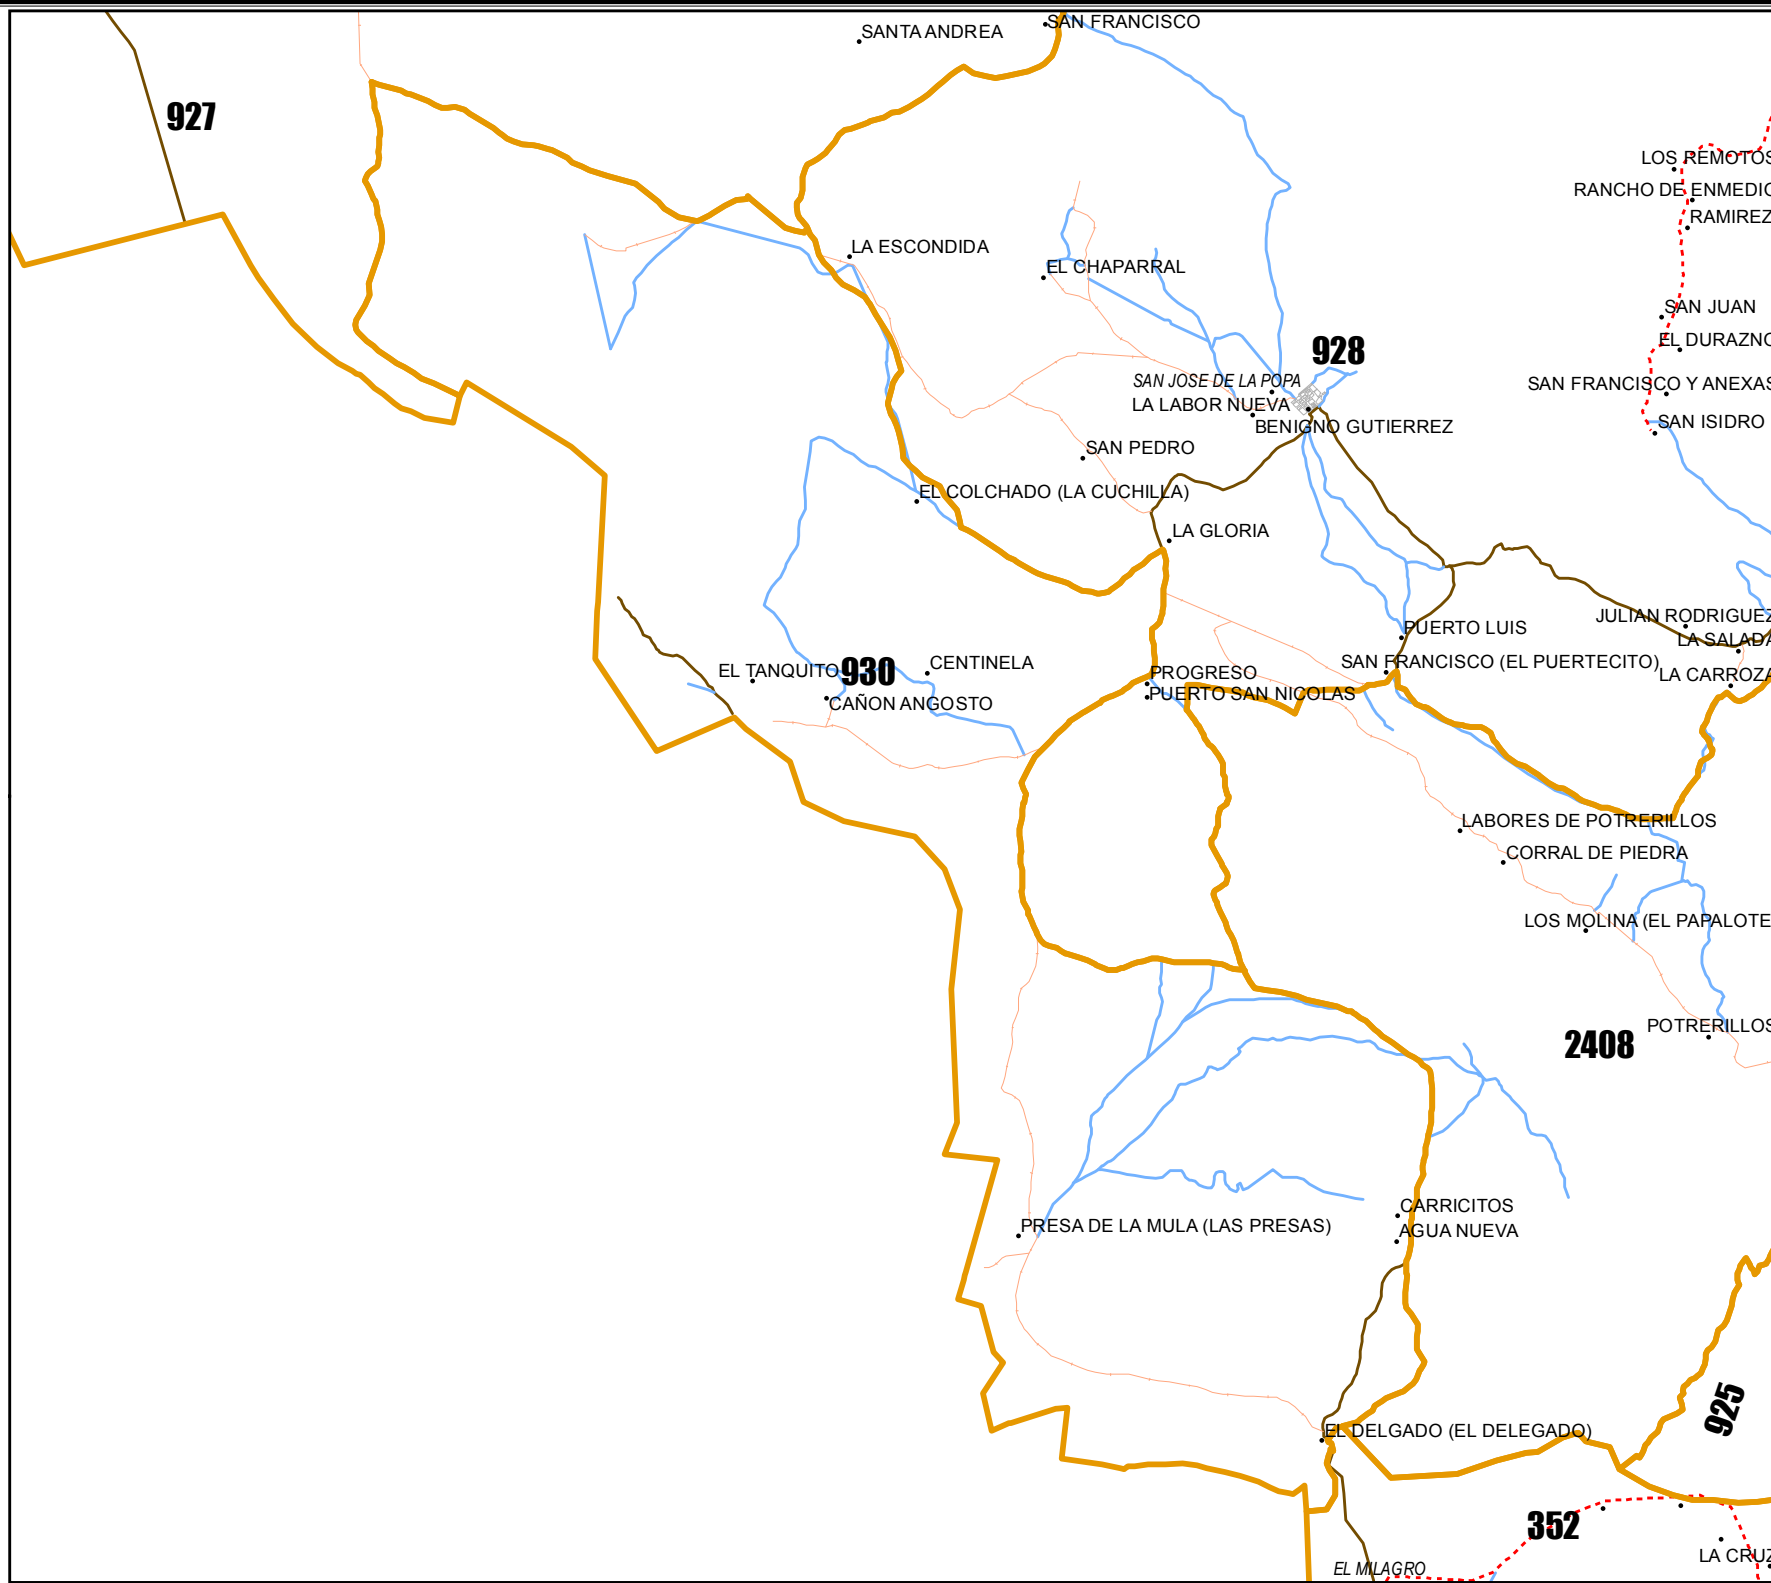 SANTA ANDREA
SAN FRANCISCO
927
LOS REMOTOS
RANCHO DE ENMEDIO
RAMIREZ
LA ESCONDIDA
EL CHAPARRAL
SAN JUAN
EL DURAZNO
928
SAN JOSE DE LA POPA
SAN FRANCISCO Y ANEXAS
LA LABOR NUEVA
BENIGNO GUTIERREZ
SAN ISIDRO
SAN PEDRO
EL COLCHADO (LA CUCHILLA)
LA GLORIA
JULIAN RODRIGUEZ
PUERTO LUIS
LA SALADA
EL TANQUITO
930
CENTINELA
SAN FRANCISCO (EL PUERTECITO)
PROGRESO
LA CARROZA
CAÑON ANGOSTO
PUERTO SAN NICOLAS
LABORES DE POTRERILLOS
CORRAL DE PIEDRA
LOS MOLINA (EL PAPALOTE
POTRERILLOS
2408
CARRICITOS
PRESA DE LA MULA (LAS PRESAS)
AGUA NUEVA
925
EL DELGADO (EL DELEGADO)
352
LA CRUZ
EL MILAGRO